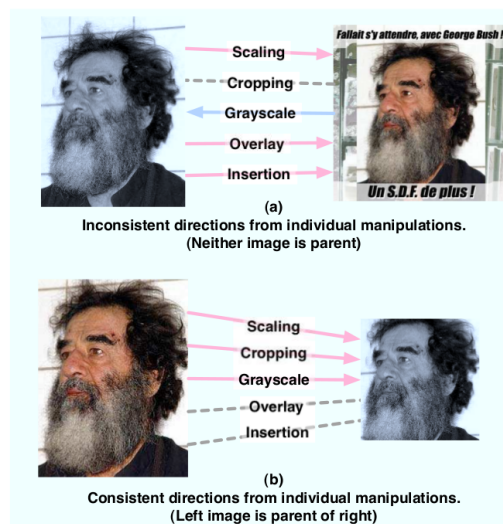 Fallait s'y attendre, avec George Bush !
Scaling
Cropping
Grayscale
Overlay
Insertion
Un S.D.F. de plus !
(a)
Inconsistent directions from individual manipulations.
(Neither image is parent)
Scaling
Cropping
Grayscale
Overlay
Insertion
(b)
Consistent directions from individual manipulations.
(Left image is parent of right)